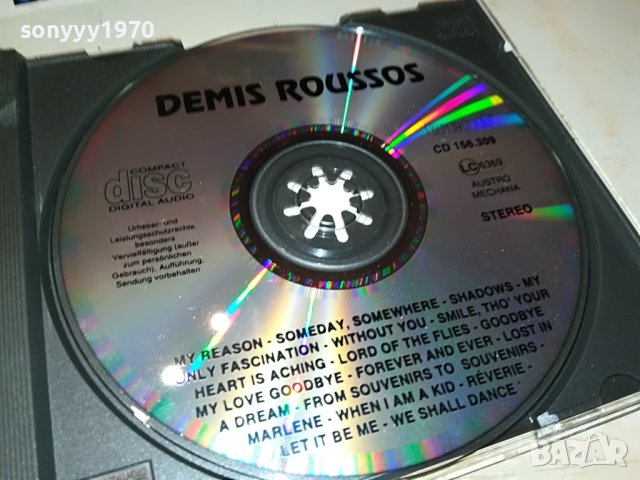 sonyyy1970
DEMIS ROUSSOS
COMPACT
disc
DIGITAL AUDIO
CD 156.309
LC 6369
AUSTRO
MECHANA
STEREO
Urheber- und
Leistungsschutzrechte,
besonders
Vervielfältigung (außer
zum persönlichen
Gebrauch), Aufführung,
Sendung vorbehalten
MY REASON - SOMEDAY, SOMEWHERE - SHADOWS - MY
ONLY FASCINATION - WITHOUT YOU - SMILE, THO' YOUR
HEART IS ACHING - LORD OF THE FLIES - GOODBYE
MY LOVE GOODBYE - FOREVER AND EVER - LOST IN
A DREAM - FROM SOUVENIRS TO SOUVENIRS -
MARLENE - WHEN I AM A KID - RÉVERIE -
LET IT BE ME - WE SHALL DANCE
BAZAR